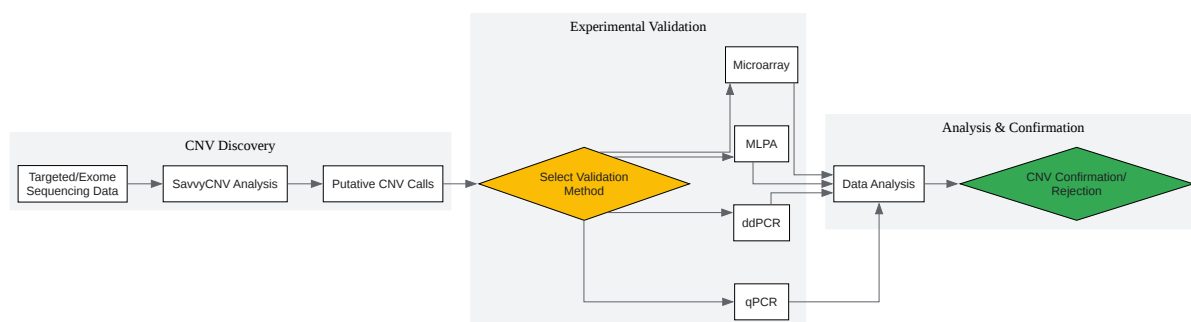 CNV Discovery
Targeted/Exome
Sequencing Data
SavvyCNV Analysis
Putative CNV Calls
Experimental Validation
Select Validation
Method
Microarray
MLPA
ddPCR
qPCR
Analysis & Confirmation
Data Analysis
CNV Confirmation/
Rejection